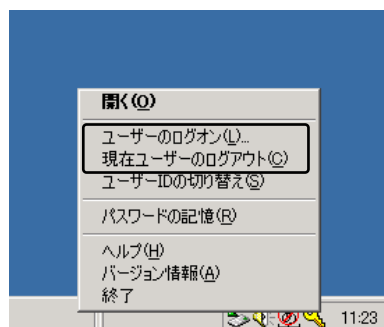 開く(O)
ユーザーのログオン(L)...
現在ユーザーのログアウト(C)
ユーザーIDの切り替え(S)
パスワードの記憶(R)
ヘルプ(H)
バージョン情報(A)
終了
11:23